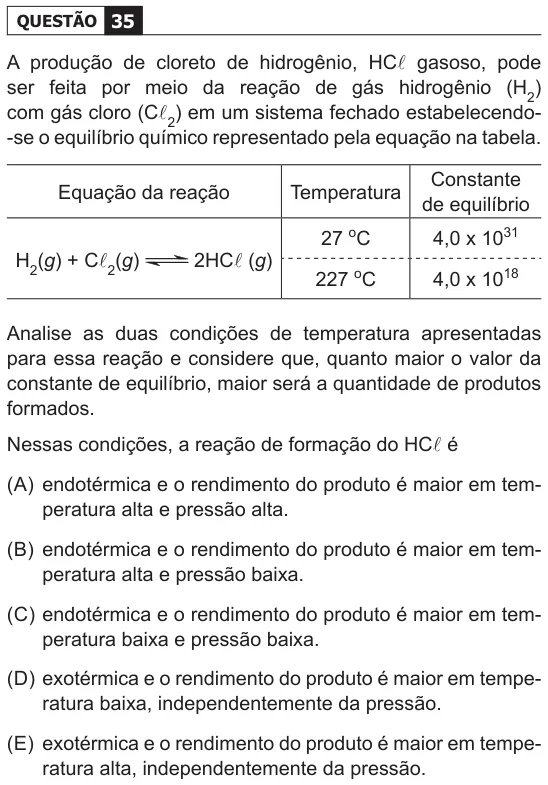 QUESTÃO 35
A produção de cloreto de hidrogênio, HCℓ gasoso, pode
ser feita por meio da reação de gás hidrogênio (H₂)
com gás cloro (Cℓ₂) em um sistema fechado estabelecendo-
-se o equilíbrio químico representado pela equação na tabela.
Equação da reação Temperatura Constante
de equilíbrio
H₂(g) + Cℓ₂(g) ⇌ 2HCℓ (g)
27 ºC 4,0 x 10³¹
227 ºC 4,0 x 10¹⁸
Analise as duas condições de temperatura apresentadas
para essa reação e considere que, quanto maior o valor da
constante de equilíbrio, maior será a quantidade de produtos
formados.
Nessas condições, a reação de formação do HCℓ é
(A) endotérmica e o rendimento do produto é maior em tem-
peratura alta e pressão alta.
(B) endotérmica e o rendimento do produto é maior em tem-
peratura alta e pressão baixa.
(C) endotérmica e o rendimento do produto é maior em tem-
peratura baixa e pressão baixa.
(D) exotérmica e o rendimento do produto é maior em tempe-
ratura baixa, independentemente da pressão.
(E) exotérmica e o rendimento do produto é maior em tempe-
ratura alta, independentemente da pressão.